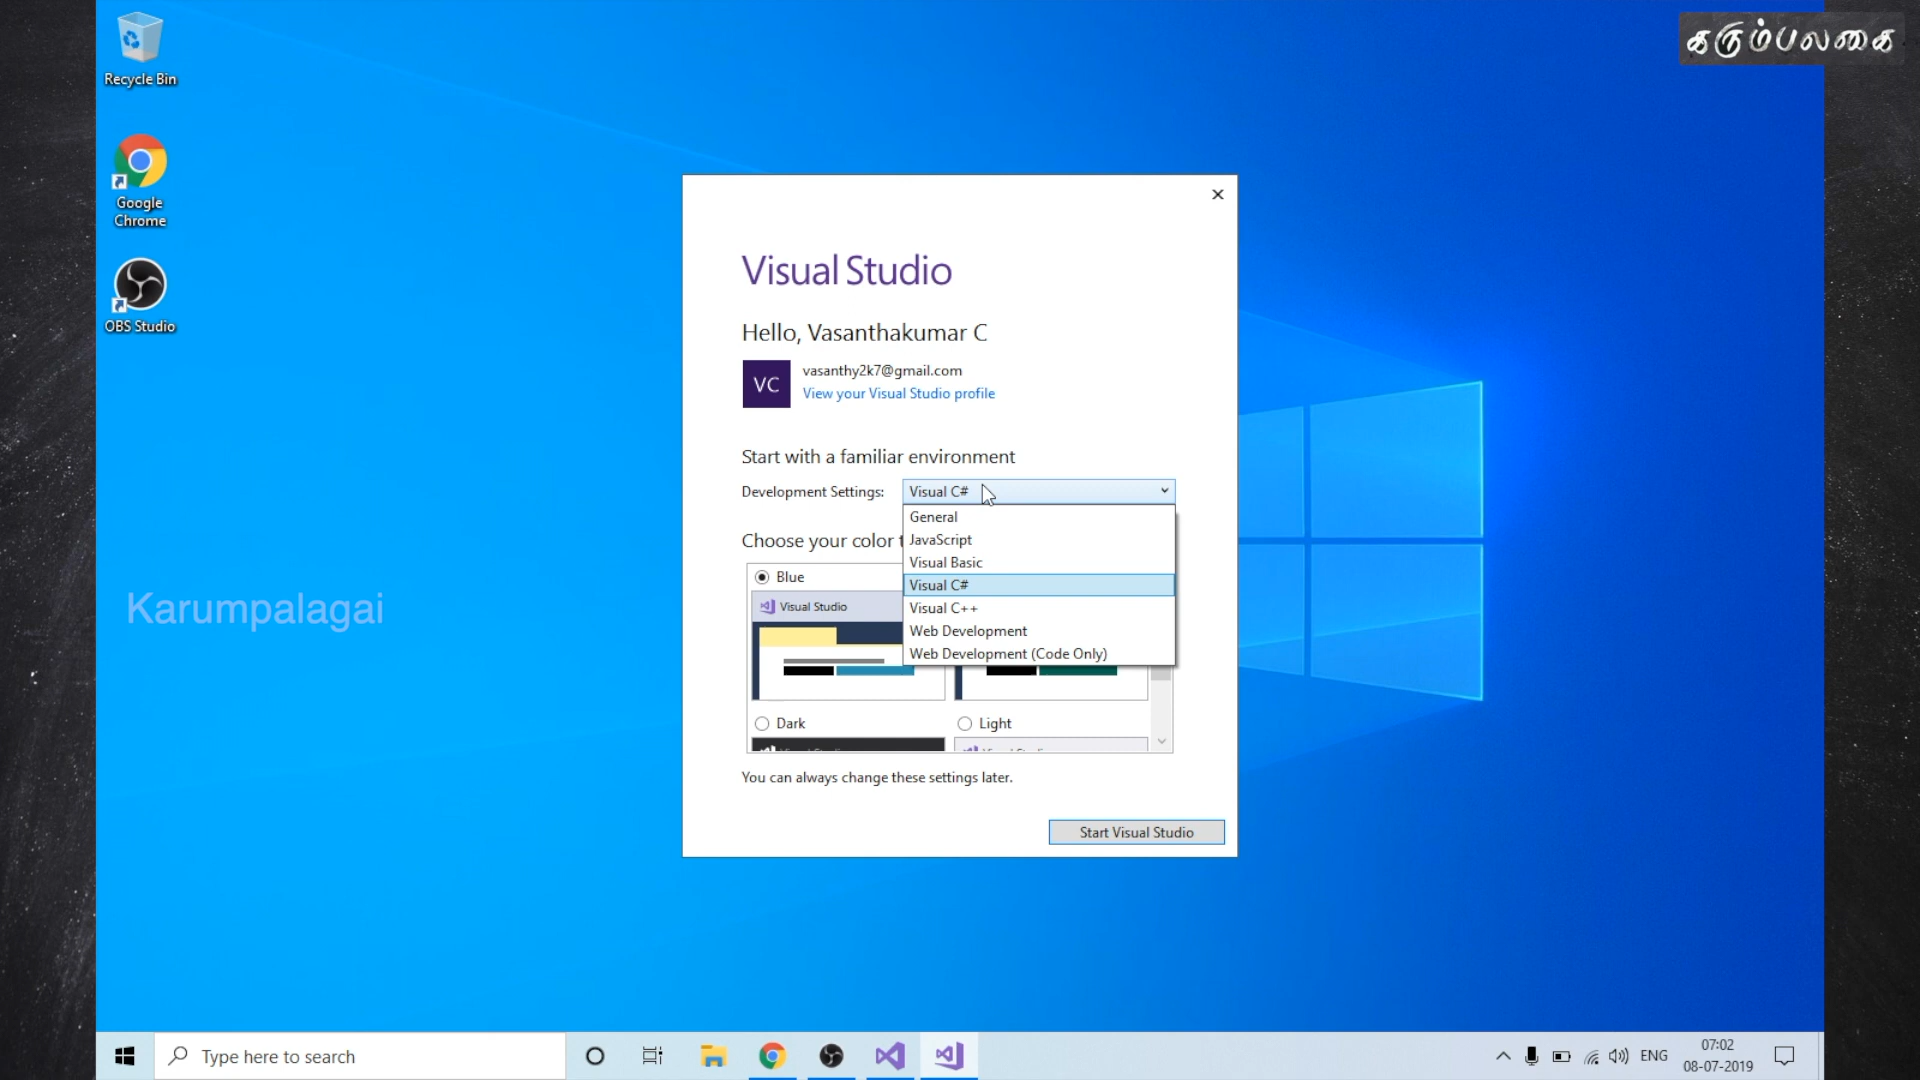 கரும்பலகை
Recycle Bin
Google
Chrome
OBS Studio
Karumpalagai
Visual Studio
Hello, Vasanthakumar C
VC
vasanthy2k7@gmail.com
View your Visual Studio profile
Start with a familiar environment
Development Settings: Visual C#
General
JavaScript
Visual Basic
Visual C#
Visual C++
Web Development
Web Development (Code Only)
Choose your color
Blue
Visual Studio
Dark
Light
You can always change these settings later.
Start Visual Studio
Type here to search
ENG
07:02
08-07-2019